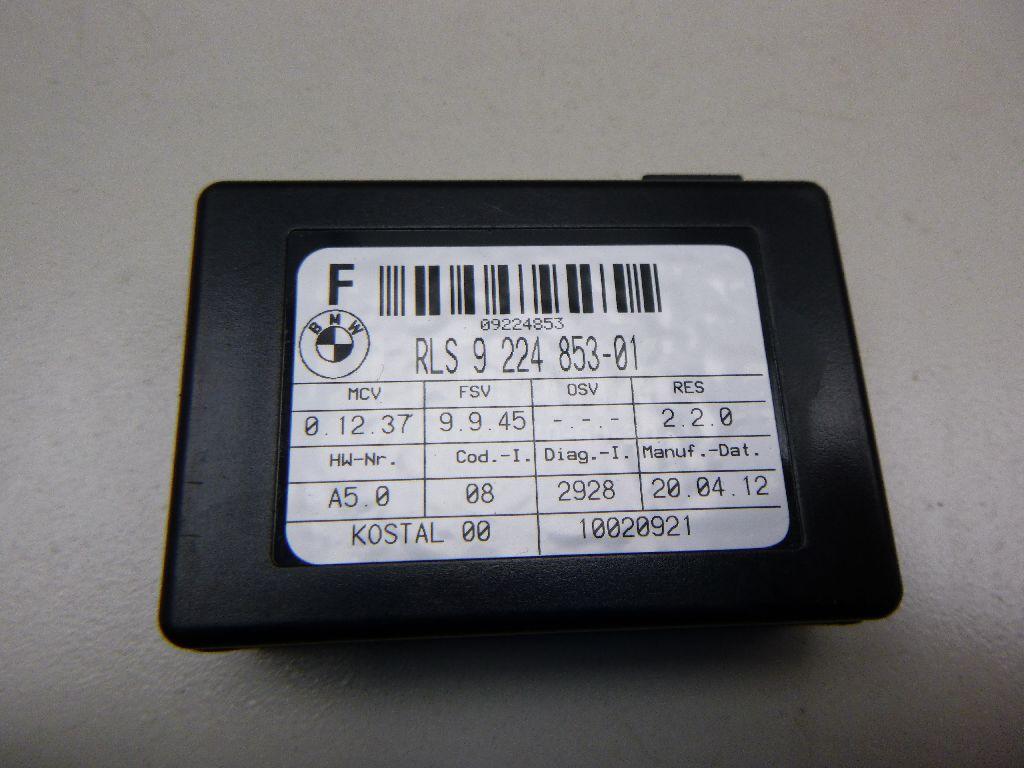 F
09224853
BMW
RLS 9 224 853-01
MCV FSV OSV RES
0.12.37 9.9.45 -.-.- 2.2.0
HW-Nr. Cod.-I. Diag.-I. Manuf.-Dat.
A5.0 08 2928 20.04.12
KOSTAL 00 10020921